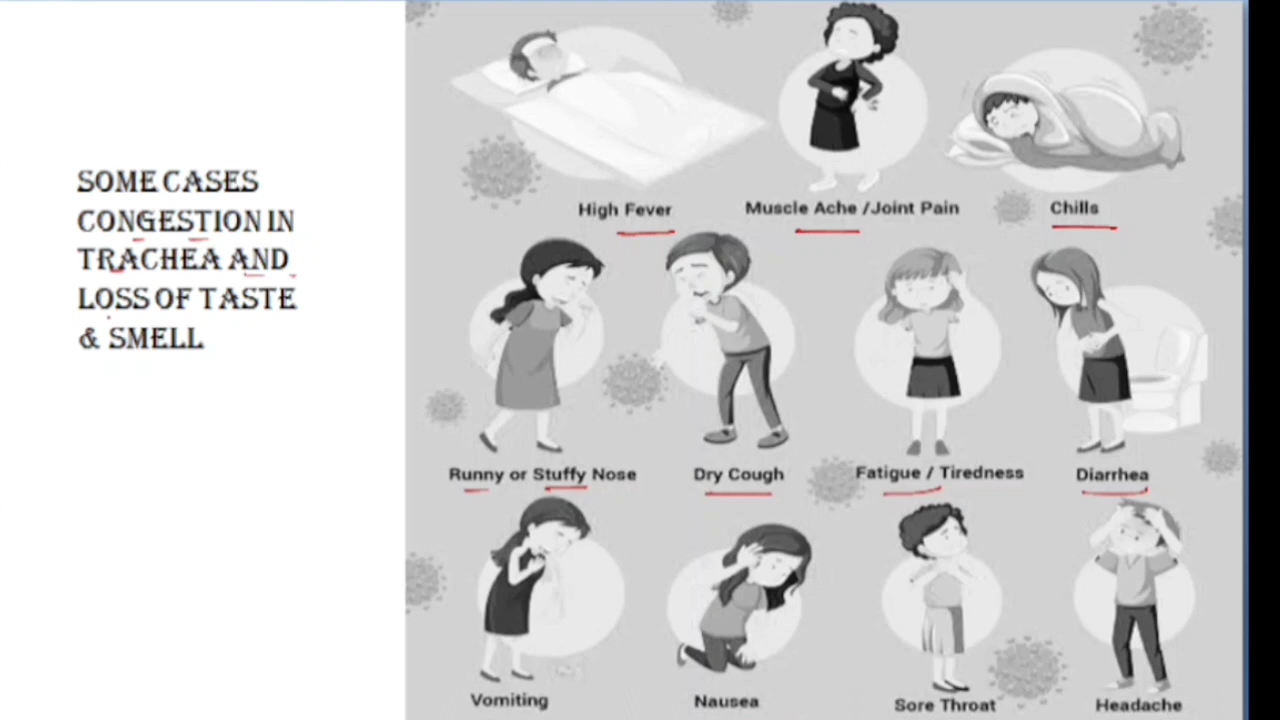 SOME CASES
CONGESTION IN
TRACHEA AND
LOSS OF TASTE
& SMELL
High Fever
Muscle Ache /Joint Pain
Chills
Runny or Stuffy Nose
Dry Cough
Fatigue / Tiredness
Diarrhea
Vomiting
Nausea
Sore Throat
Headache